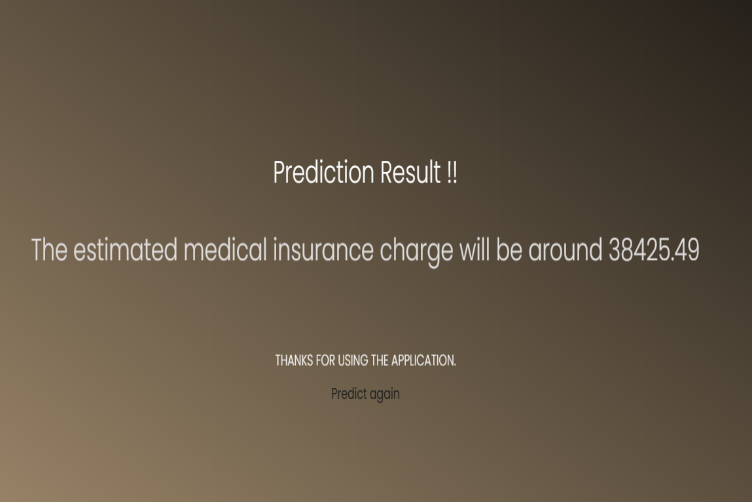 Prediction Result !!
The estimated medical insurance charge will be around 38425.49
THANKS FOR USING THE APPLICATION.
Predict again